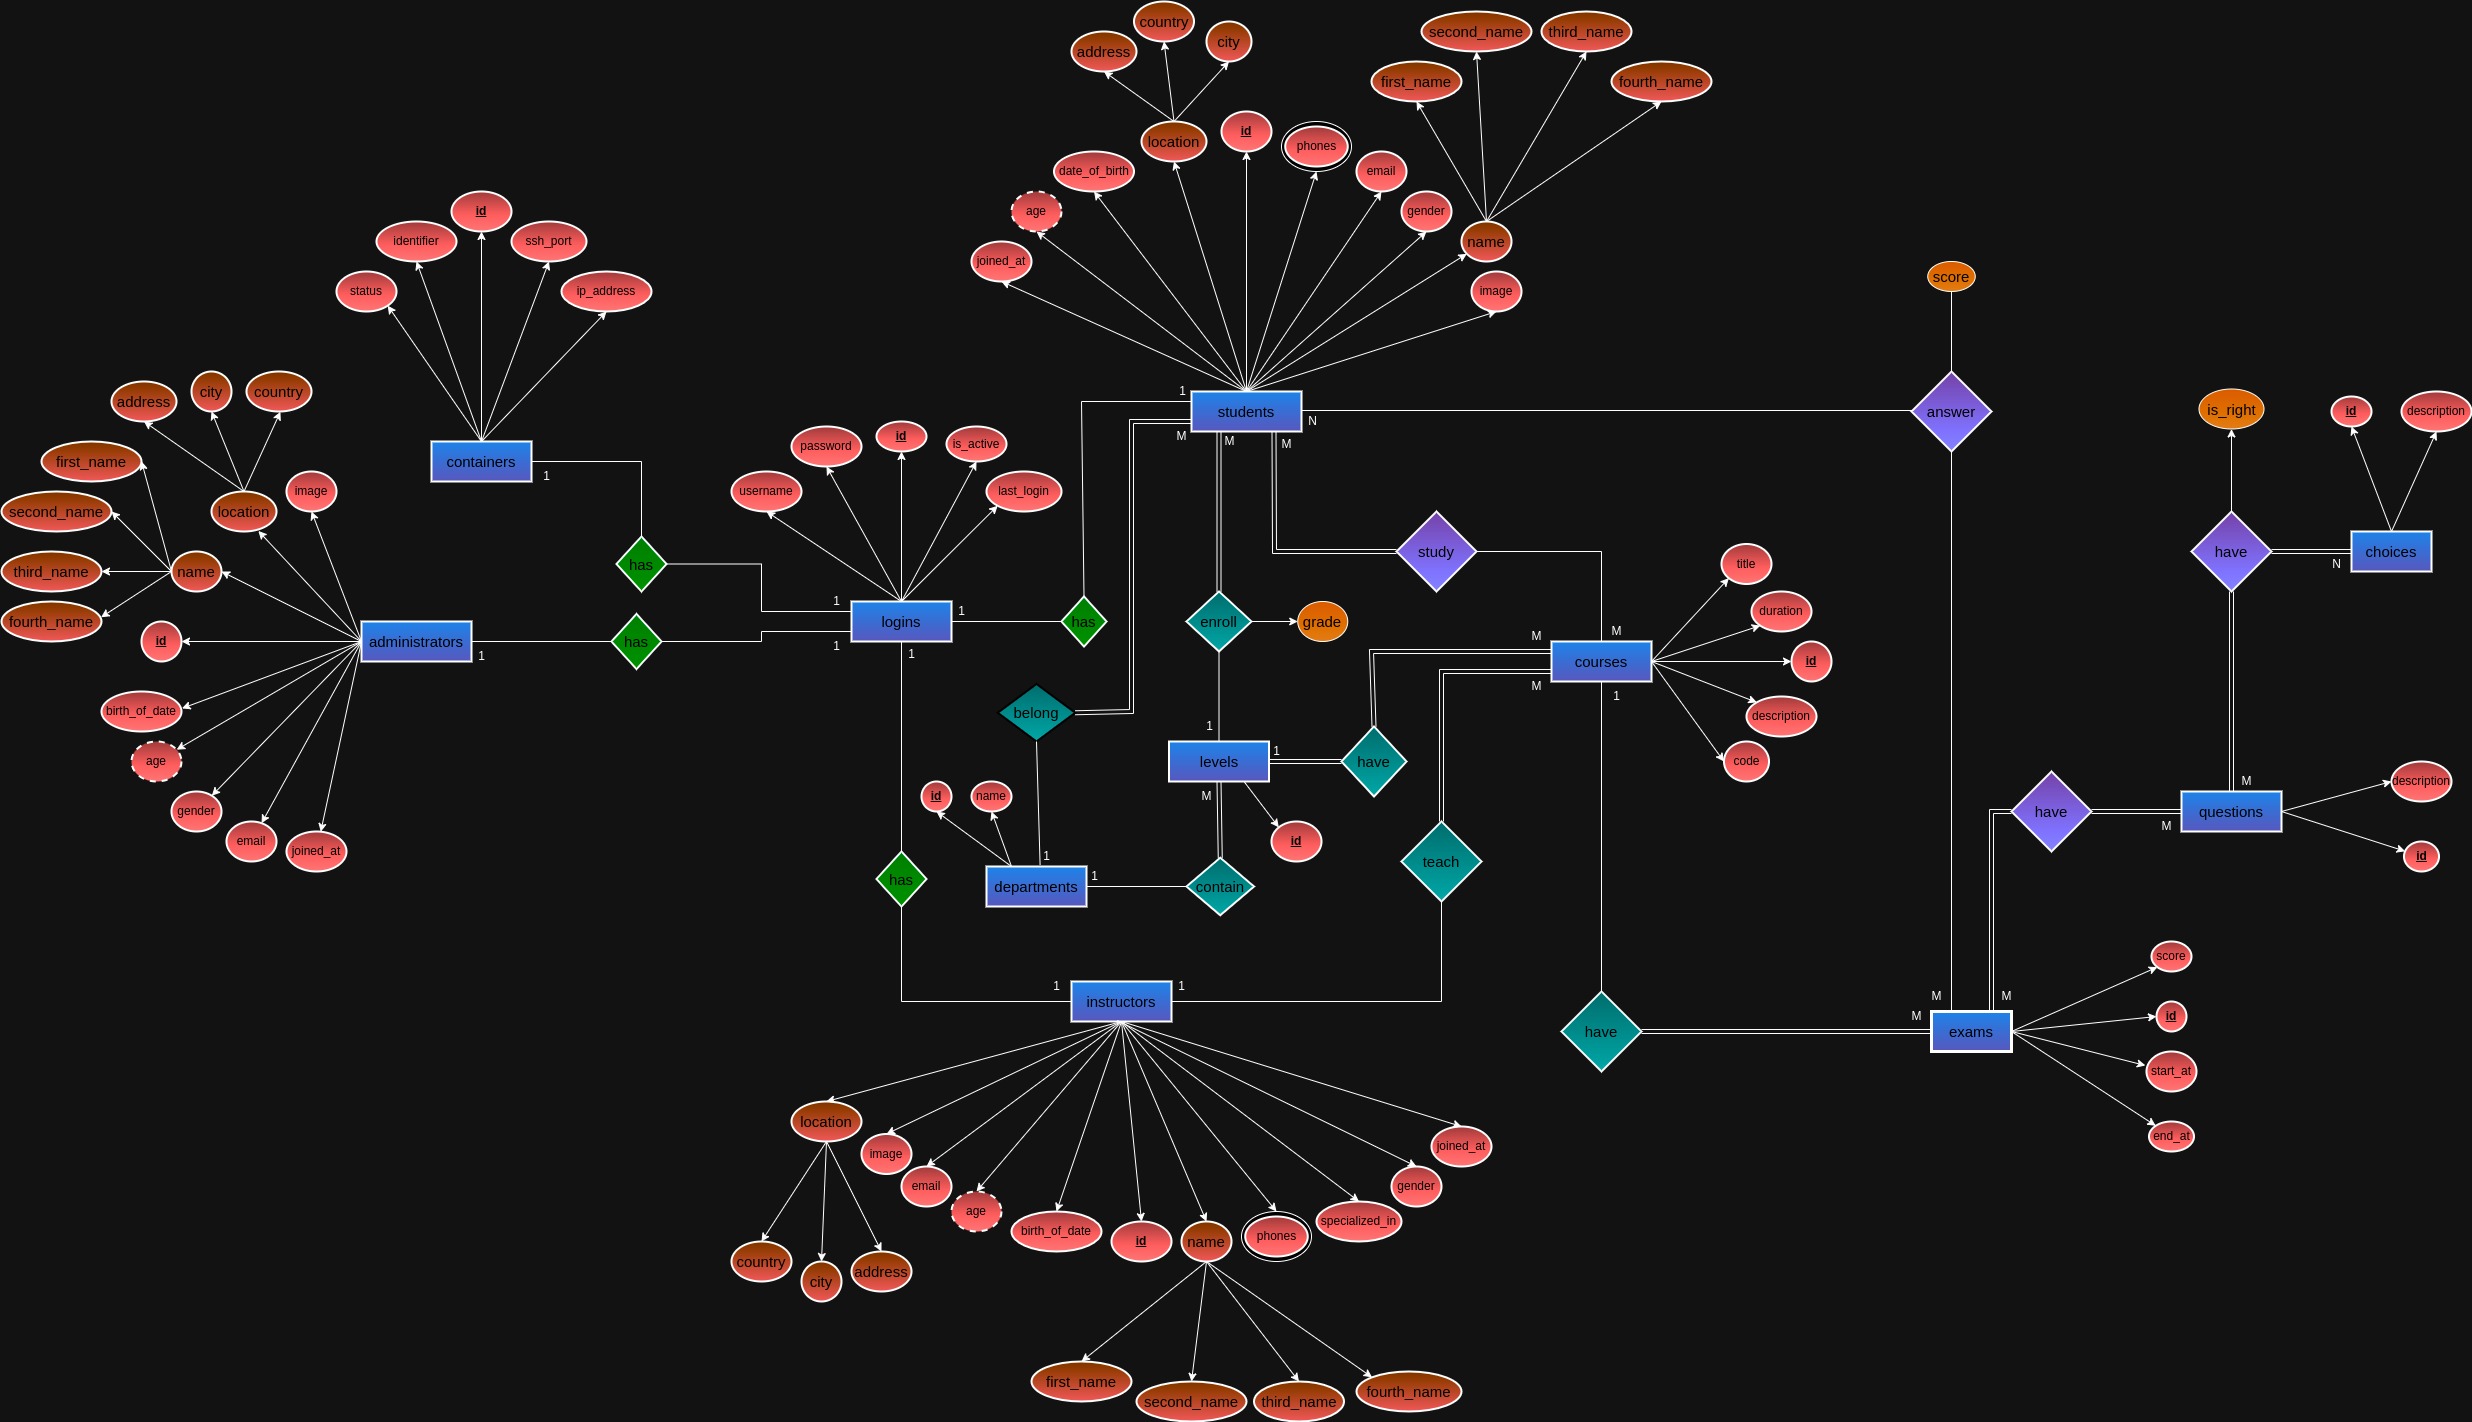 country
city
address
second_name
third_name
first_name
fourth_name
location
id
phones
date_of_birth
email
age
gender
name
joined_at
image
id
identifier
ssh_port
status
ip_address
score
address
city
country
1
students
N
answer
M
M
M
is_right
id
description
first_name
containers
1
password
id
is_active
second_name
location
image
username
last_login
study
have
choices
N
third_name
name
has
title
fourth_name
1
logins
1
has
enroll
grade
duration
M
M
id
administrators
has
1
1
1
courses
id
M
1
birth_of_date
belong
description
age
1
levels
1
have
code
description
M
gender
id
name
M
have
questions
M
email
joined_at
id
1
teach
id
has
departments
1
contain
1
instructors
1
score
M
M
M
id
have
exams
start_at
end_at
location
image
email
age
birth_of_date
id
name
phones
specialized_in
gender
joined_at
country
city
address
first_name
second_name
third_name
fourth_name